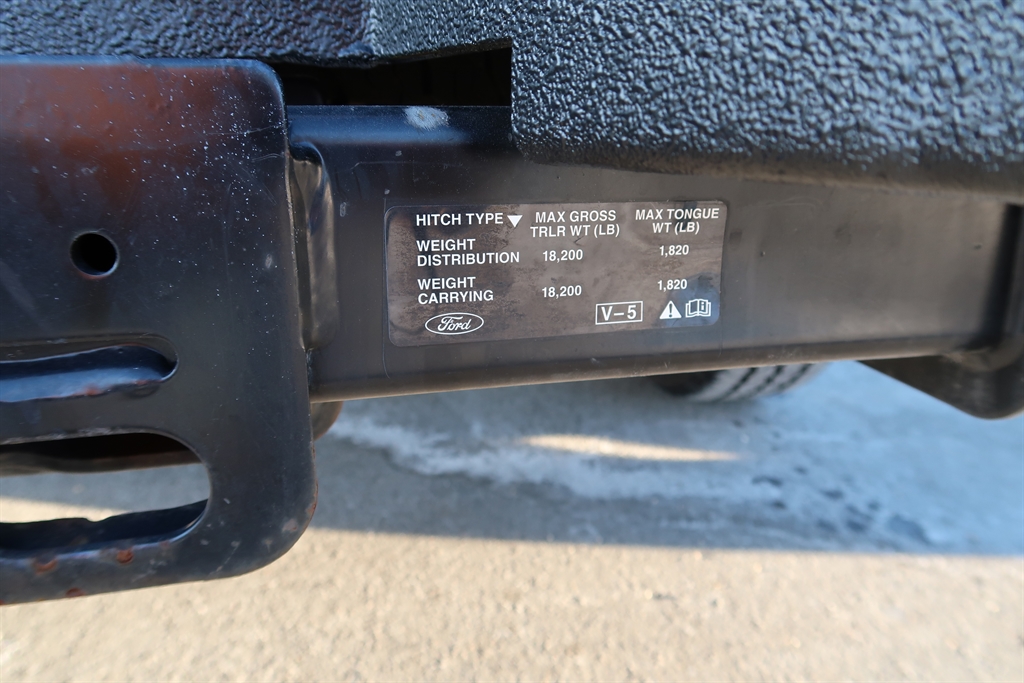 HITCH TYPE ▼ MAX GROSS TRLR WT (LB) MAX TONGUE WT (LB)
WEIGHT DISTRIBUTION 18,200 1,820
WEIGHT CARRYING 18,200 1,820
Ford V-5